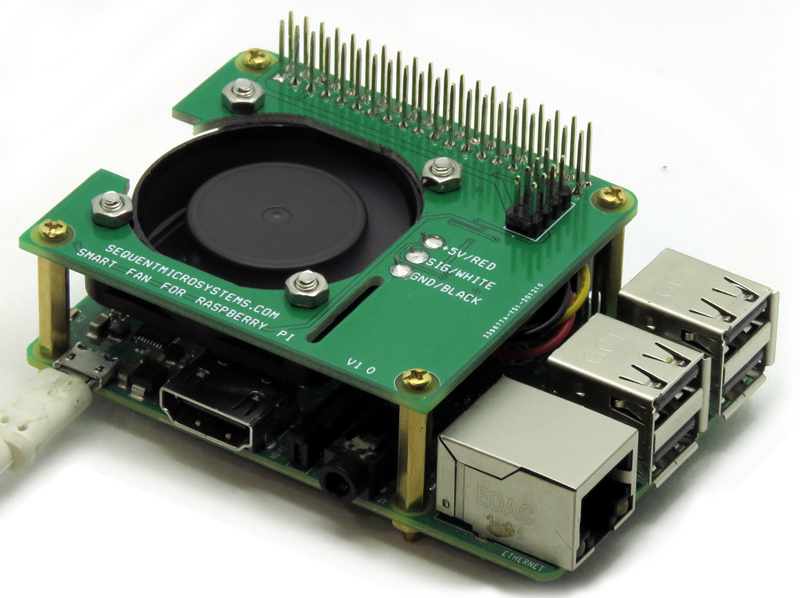 +5V/RED
SIG/WHITE
GND/BLACK
SEQUENTMICROSYSTEMS.COM
SMART FAN FOR RASPBERRY PI
V1 0
EDAC
ETHERNET